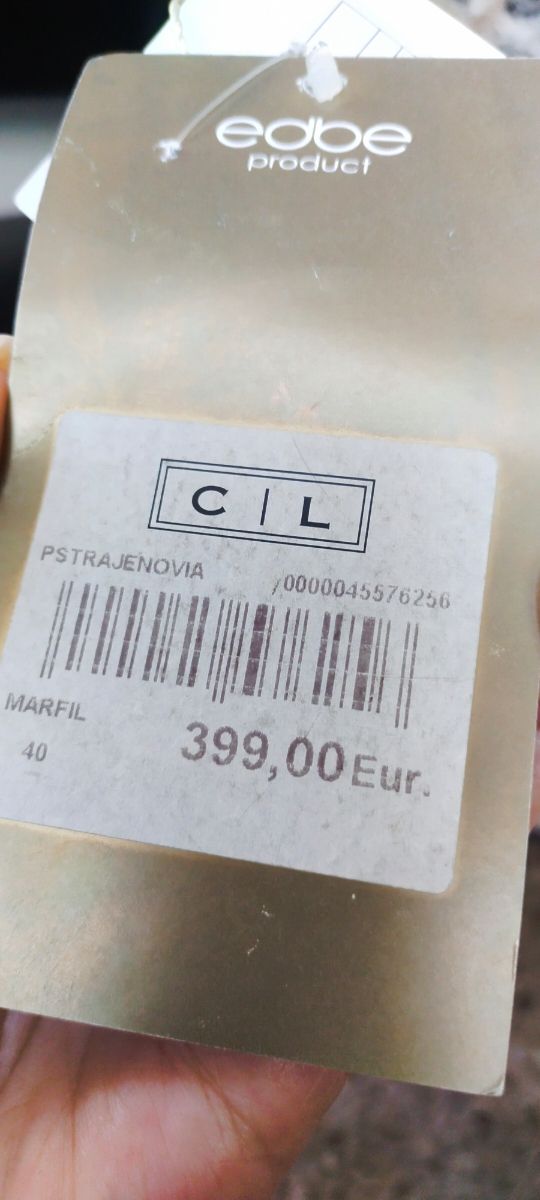 edbe
product
C | L
PSTRAJENOVIA /0000045576256
MARFIL
40 399,00 Eur.